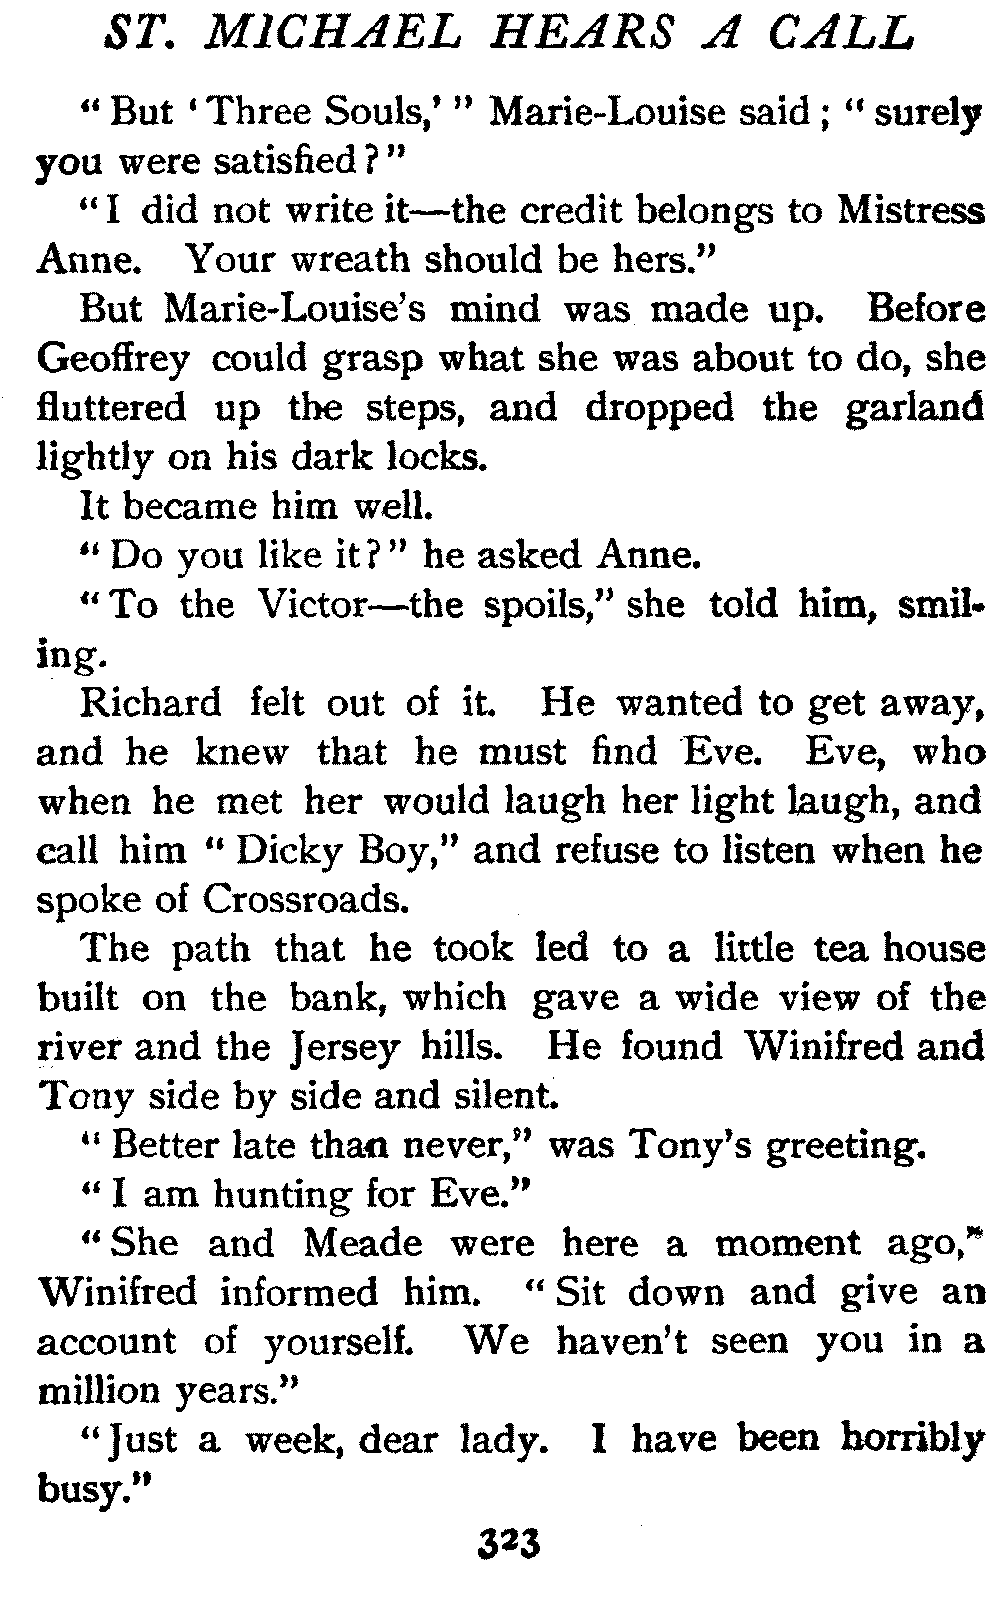 ST. MICHAEL HEARS A CALL
“ But ‘ Three Souls,’ ” Marie-Louise said ; “ surely
you were satisfied ? ”
“ I did not write it—the credit belongs to Mistress
Anne. Your wreath should be hers.”
But Marie-Louise’s mind was made up. Before
Geoffrey could grasp what she was about to do, she
fluttered up the steps, and dropped the garland
lightly on his dark locks.
It became him well.
“ Do you like it ? ” he asked Anne.
“ To the Victor—the spoils,” she told him, smil-
ing.
Richard felt out of it. He wanted to get away,
and he knew that he must find Eve. Eve, who
when he met her would laugh her light laugh, and
call him “ Dicky Boy,” and refuse to listen when he
spoke of Crossroads.
The path that he took led to a little tea house
built on the bank, which gave a wide view of the
river and the Jersey hills. He found Winifred and
Tony side by side and silent.
“ Better late than never,” was Tony’s greeting.
“ I am hunting for Eve.”
“ She and Meade were here a moment ago,”
Winifred informed him. “ Sit down and give an
account of yourself. We haven’t seen you in a
million years.”
“ Just a week, dear lady. I have been horribly
busy.”
323